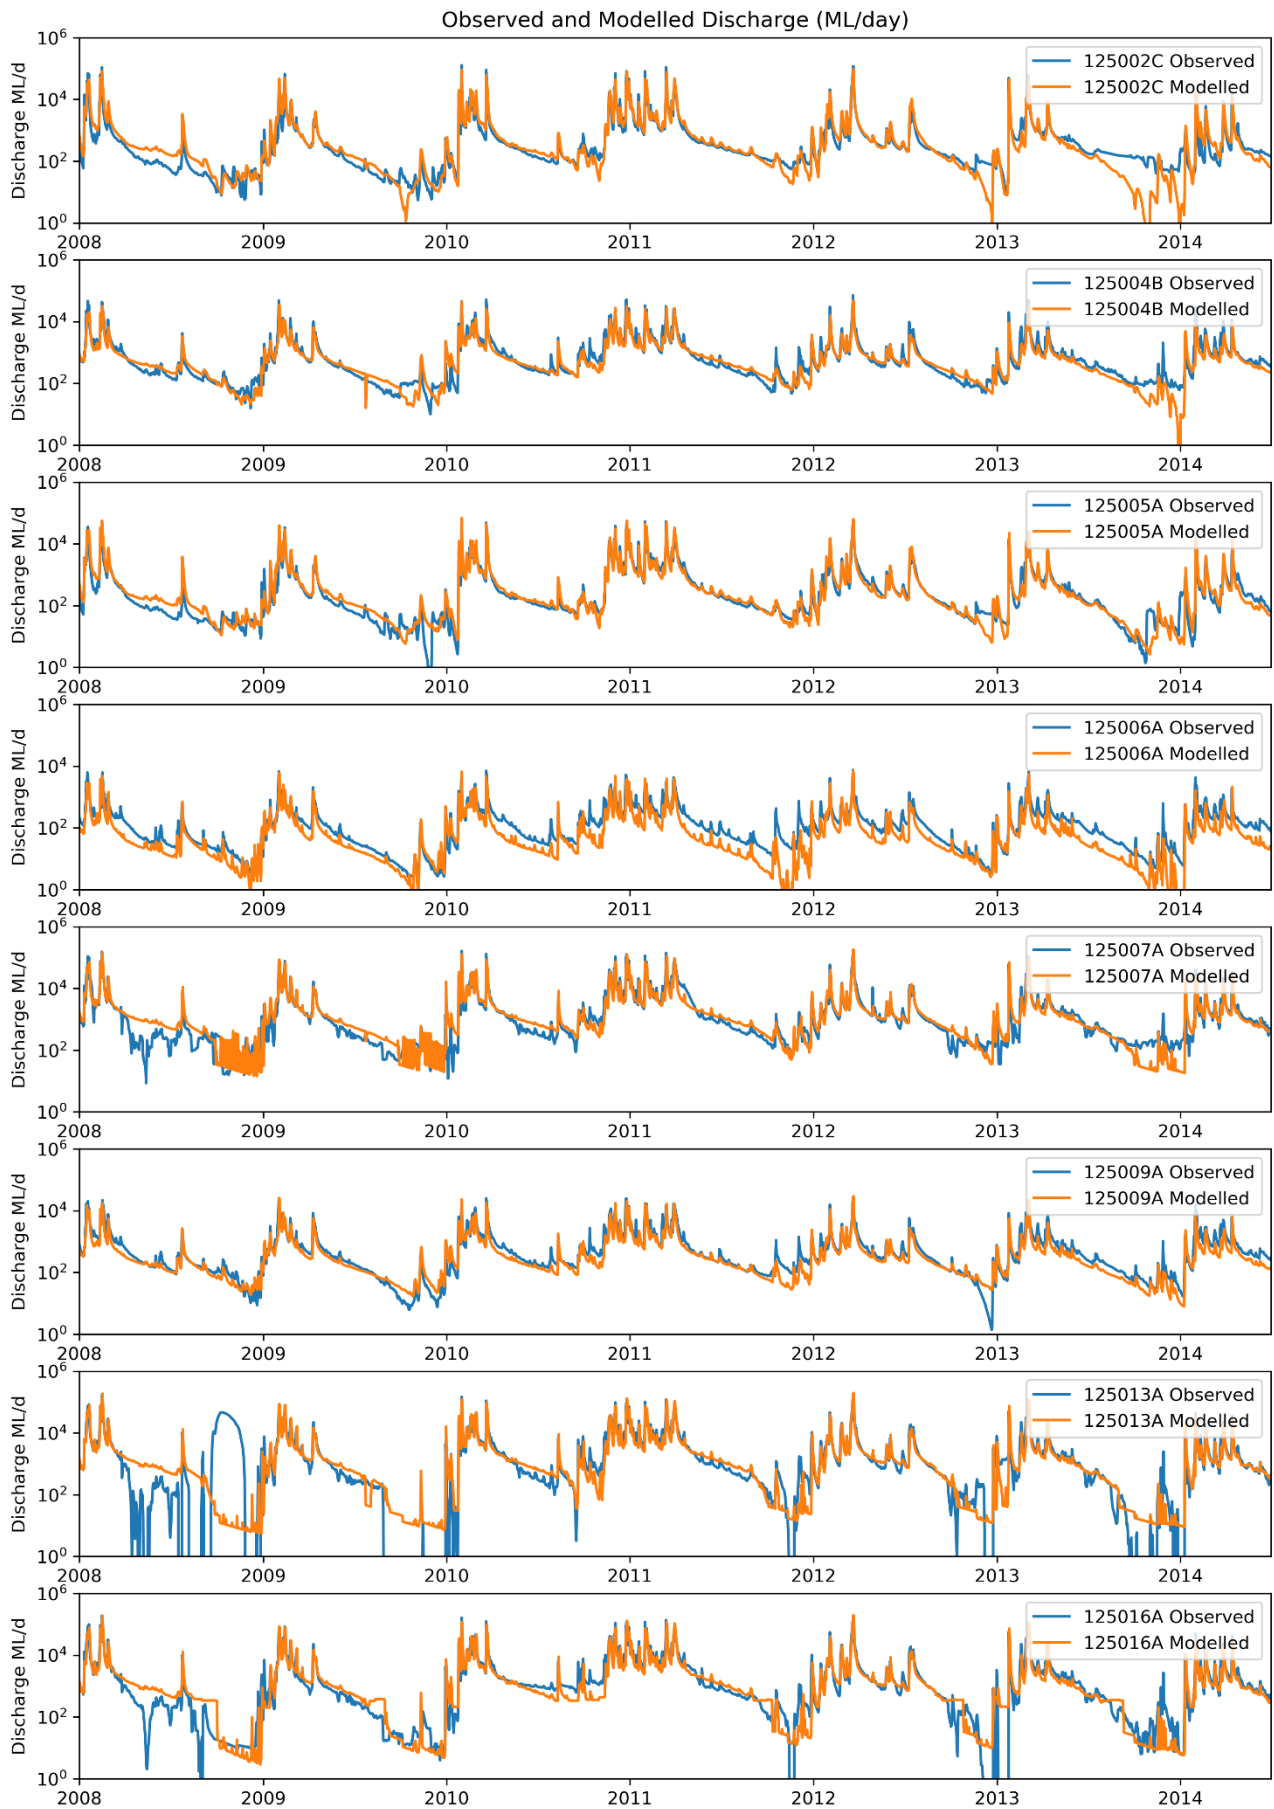 Observed and Modelled Discharge (ML/day)
Discharge ML/d
10^6
10^4
10^2
10^0
125002C Observed
125002C Modelled
2008 2009 2010 2011 2012 2013 2014
Discharge ML/d
10^6
10^4
10^2
10^0
125004B Observed
125004B Modelled
2008 2009 2010 2011 2012 2013 2014
Discharge ML/d
10^6
10^4
10^2
10^0
125005A Observed
125005A Modelled
2008 2009 2010 2011 2012 2013 2014
Discharge ML/d
10^6
10^4
10^2
10^0
125006A Observed
125006A Modelled
2008 2009 2010 2011 2012 2013 2014
Discharge ML/d
10^6
10^4
10^2
10^0
125007A Observed
125007A Modelled
2008 2009 2010 2011 2012 2013 2014
Discharge ML/d
10^6
10^4
10^2
10^0
125009A Observed
125009A Modelled
2008 2009 2010 2011 2012 2013 2014
Discharge ML/d
10^6
10^4
10^2
10^0
125013A Observed
125013A Modelled
2008 2009 2010 2011 2012 2013 2014
Discharge ML/d
10^6
10^4
10^2
10^0
125016A Observed
125016A Modelled
2008 2009 2010 2011 2012 2013 2014